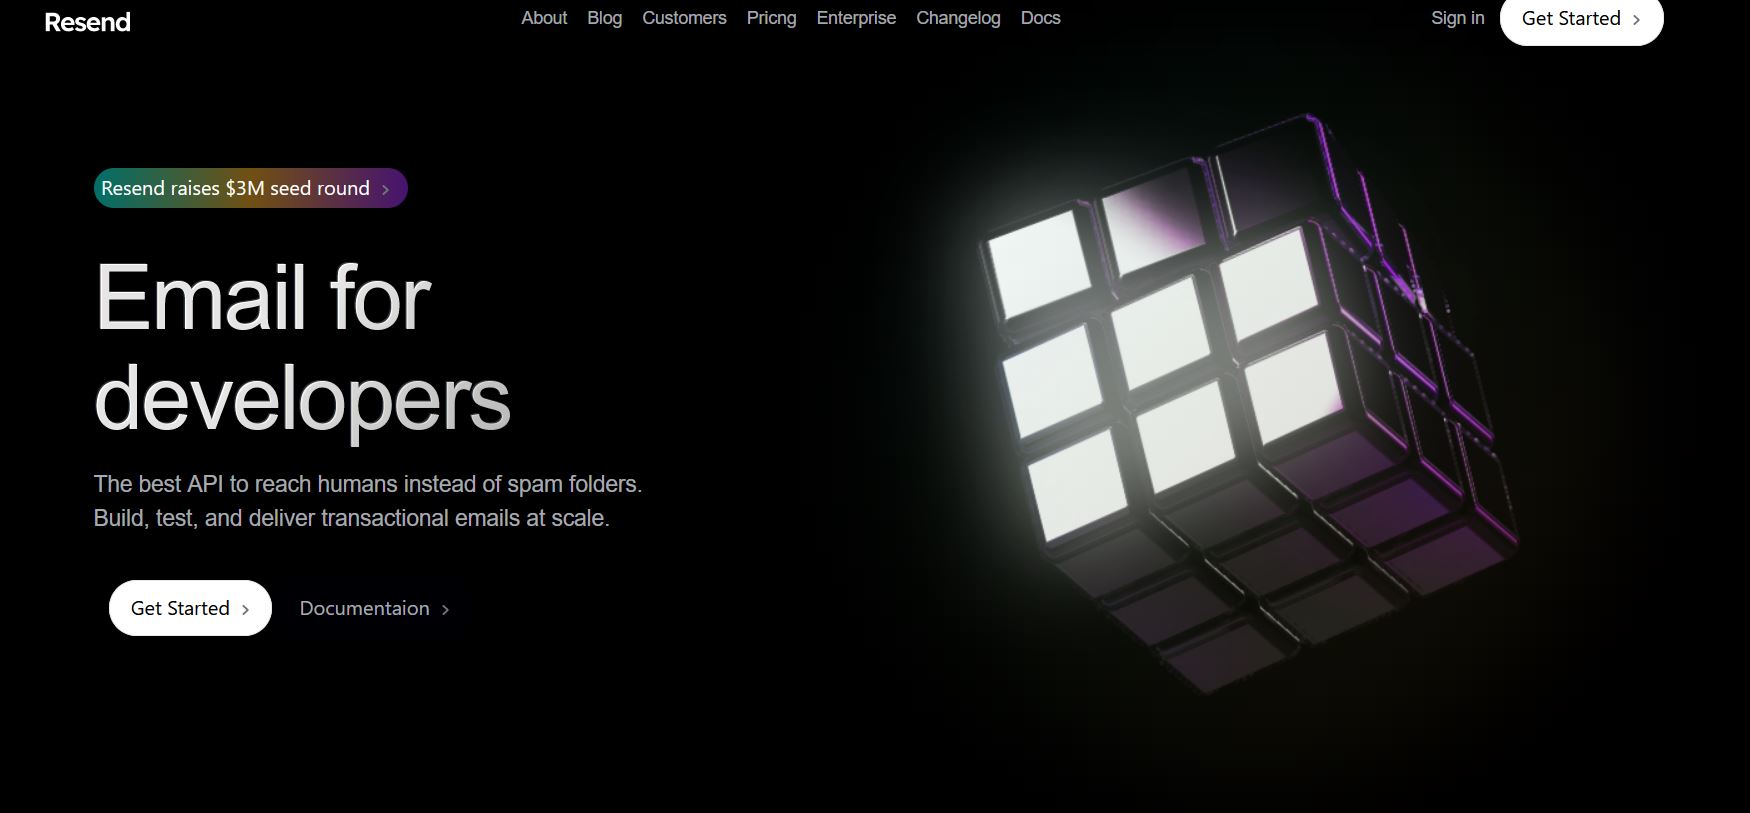 Resend
About Blog Customers Pricng Enterprise Changelog Docs
Sign in Get Started
Resend raises $3M seed round
Email for
developers
The best API to reach humans instead of spam folders.
Build, test, and deliver transactional emails at scale.
Get Started Documentaion